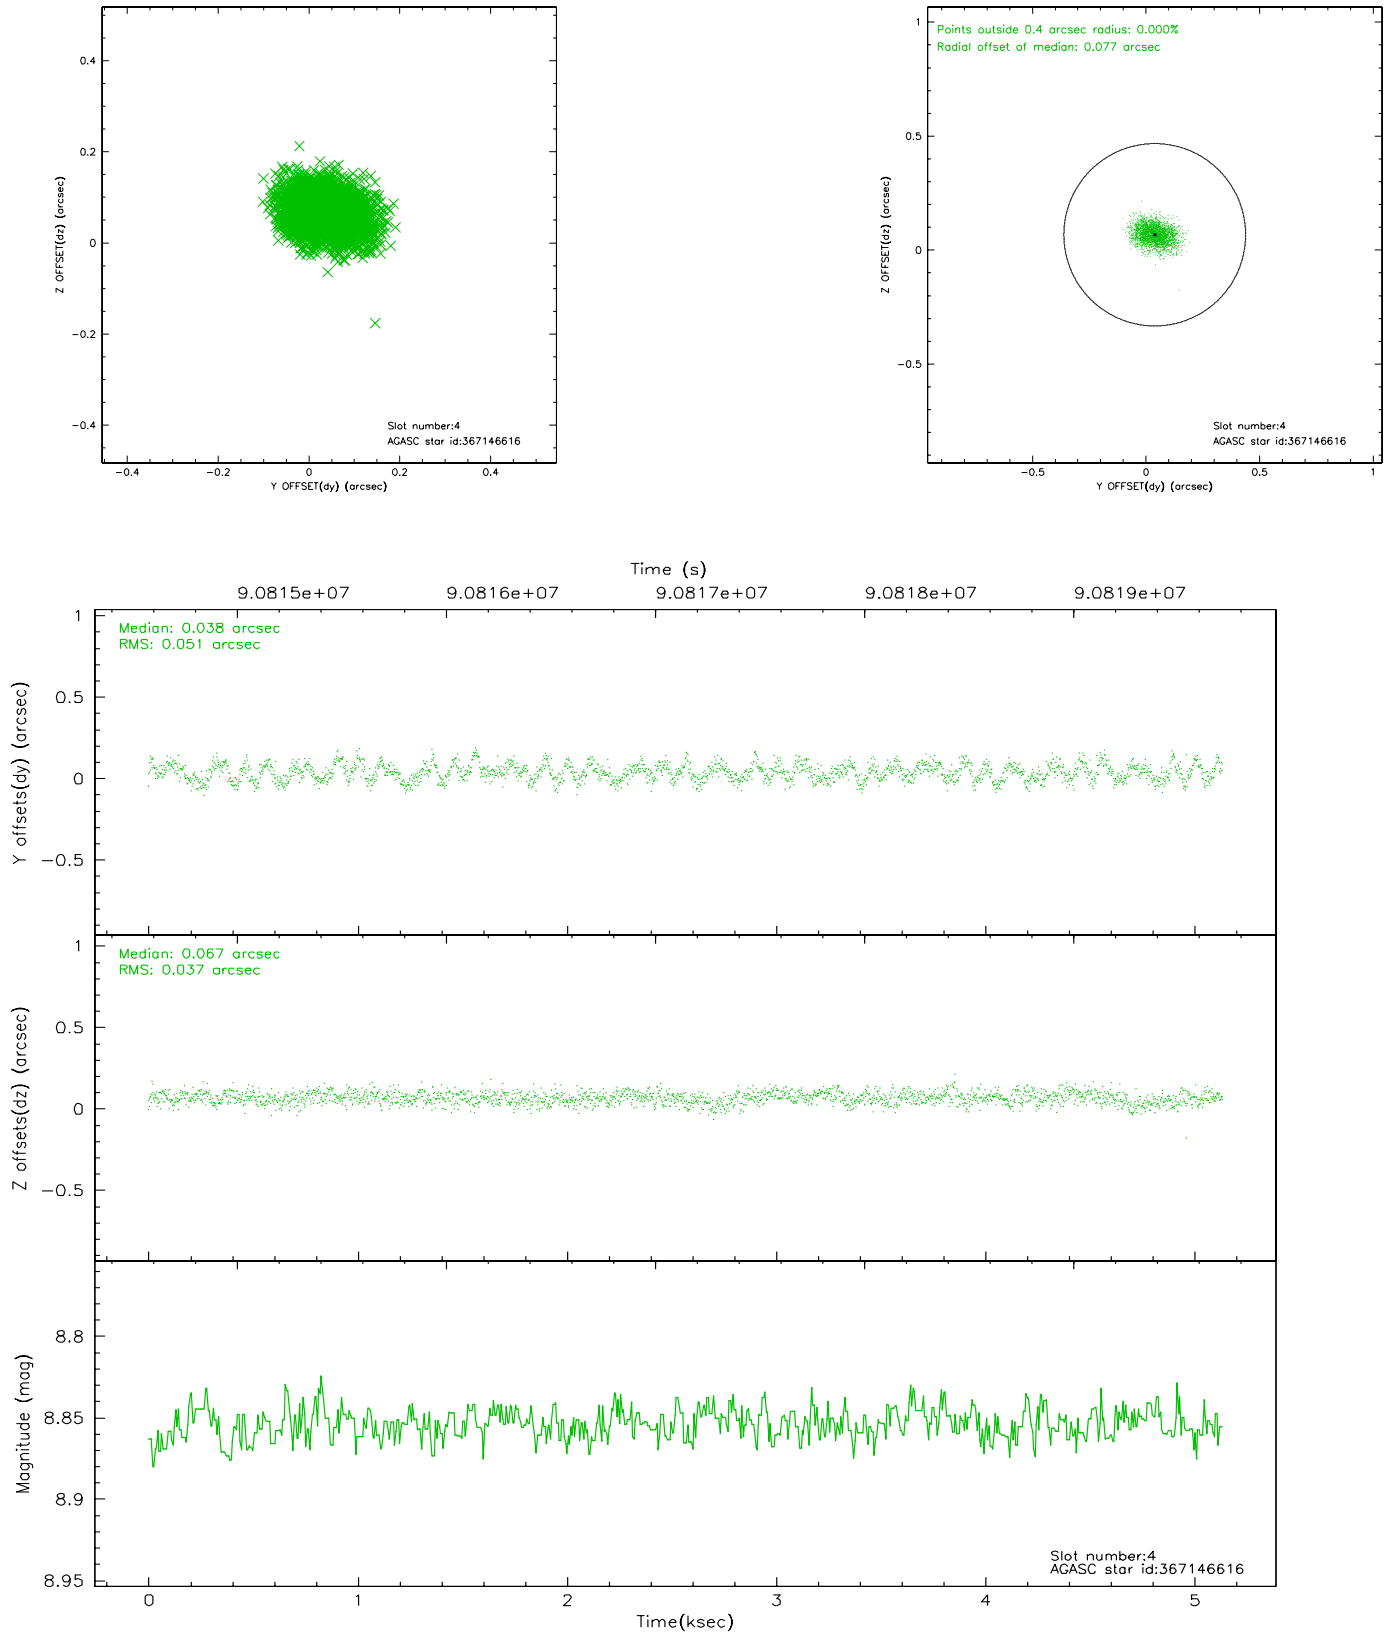 0.4
0.2
0
−0.2
−0.4
Z OFFSET(dz) (arcsec)
Slot number:4
AGASC star id:367146616
−0.4 −0.2 0 0.2 0.4
Y OFFSET(dy) (arcsec)
Points outside 0.4 arcsec radius: 0.000%
Radial offset of median: 0.077 arcsec
1
0.5
0
−0.5
Z OFFSET(dz) (arcsec)
Slot number:4
AGASC star id:367146616
−0.5 0 0.5 1
Y OFFSET(dy) (arcsec)
Time (s)
9.0815e+07 9.0816e+07 9.0817e+07 9.0818e+07 9.0819e+07
Median: 0.038 arcsec
RMS: 0.051 arcsec
1
0.5
0
−0.5
Y offsets(dy) (arcsec)
Median: 0.067 arcsec
RMS: 0.037 arcsec
1
0.5
0
−0.5
Z offsets(dz) (arcsec)
8.8
8.85
8.9
8.95
Magnitude (mag)
Slot number:4
AGASC star id:367146616
0 1 2 3 4 5
Time(ksec)